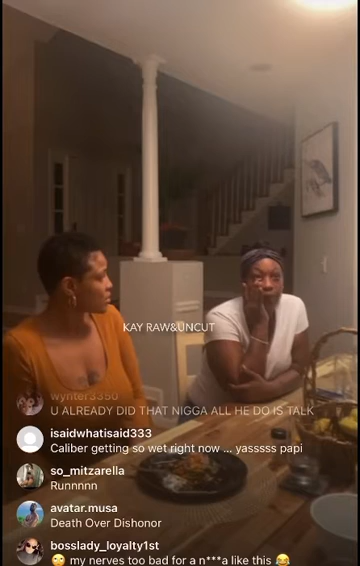 KAY RAW&UNCUT
wynter3350
U ALREADY DID THAT NIGGA ALL HE DO IS TALK
isaidwhatisaid333
Caliber getting so wet right now ... yasssss papi
so_mitzarella
Runnnnn
avatar.musa
Death Over Dishonor
bosslady_loyalty1st
🙄 my nerves too bad for a n***a like this 😂